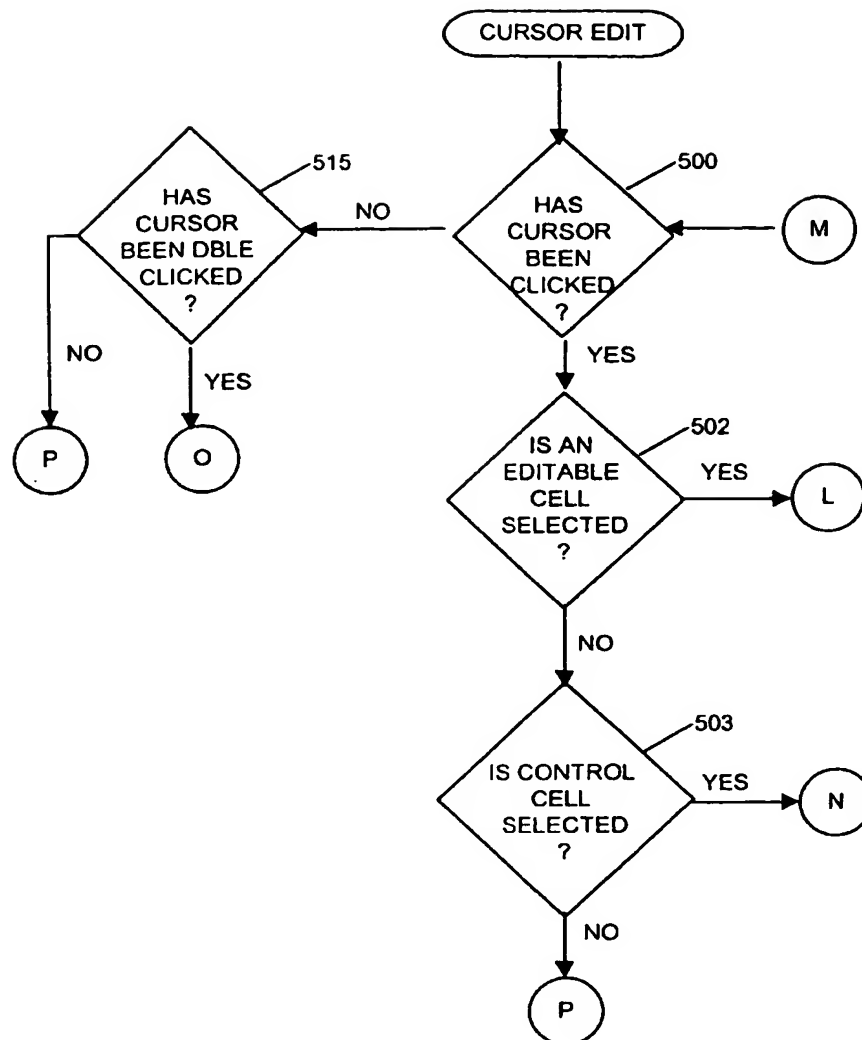 CURSOR EDIT
500
HAS
CURSOR
BEEN
CLICKED
?
M
NO
515
HAS
CURSOR
BEEN DBLE
CLICKED
?
NO
YES
P
O
YES
502
IS AN
EDITABLE
CELL
SELECTED
?
YES
L
NO
503
IS CONTROL
CELL
SELECTED
?
YES
N
NO
P